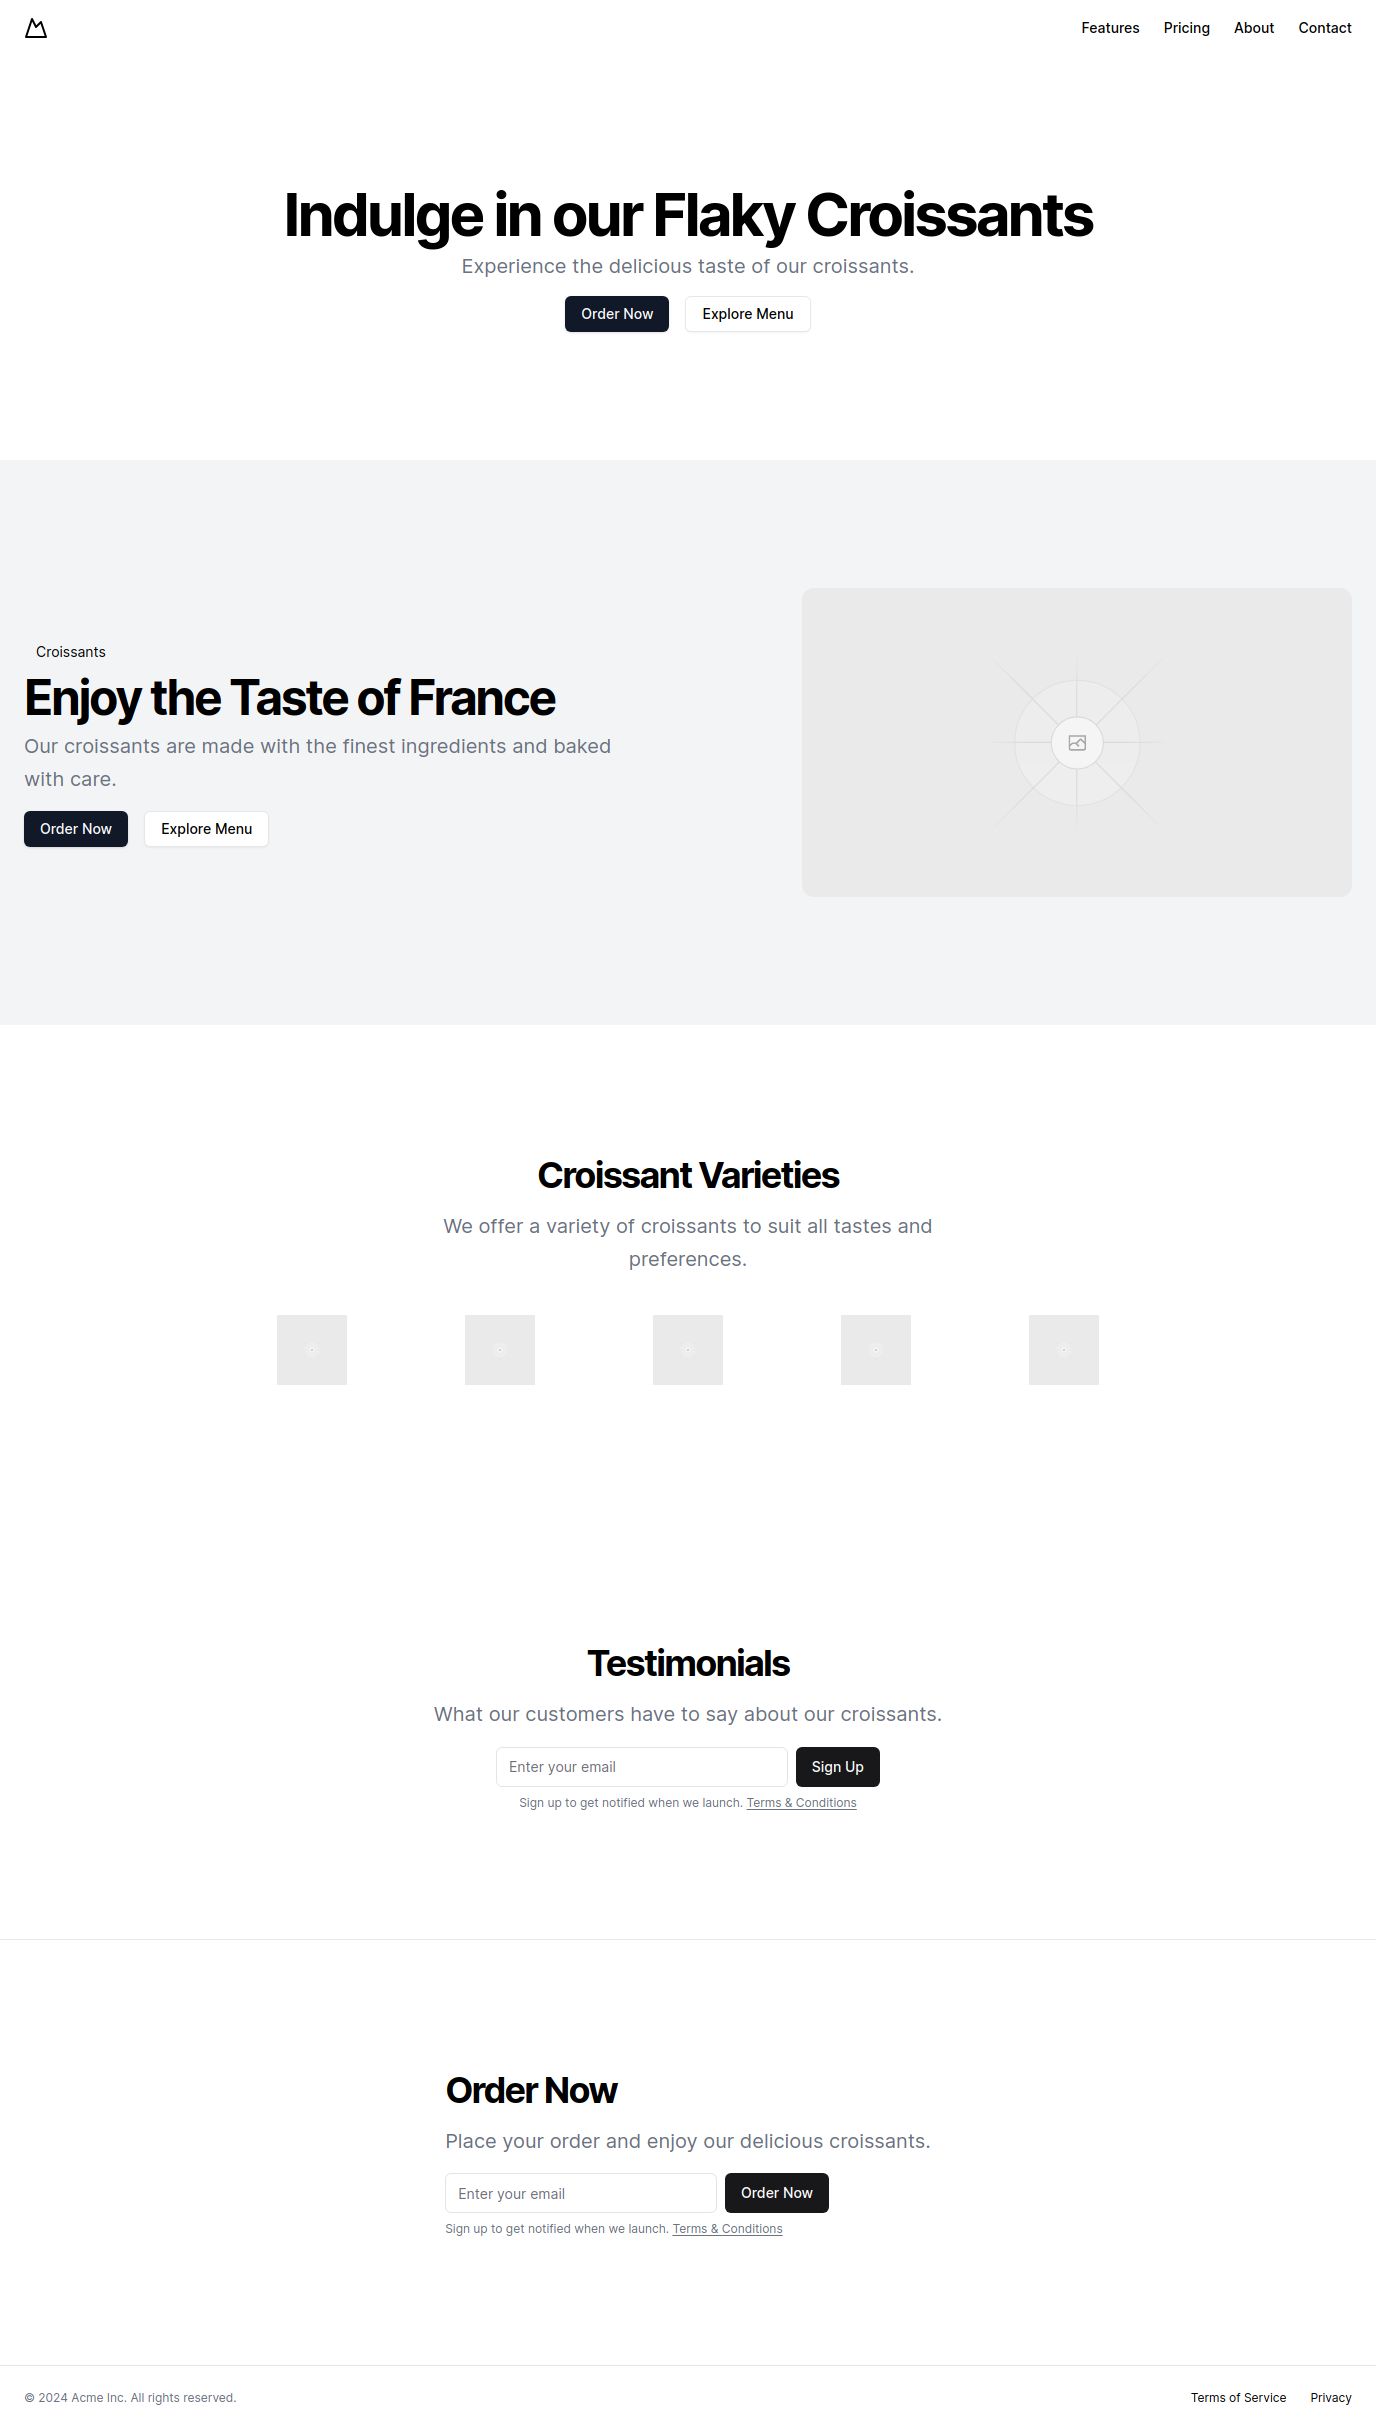 Features Pricing About Contact
Indulge in our Flaky Croissants
Experience the delicious taste of our croissants.
Order Now Explore Menu
Croissants
Enjoy the Taste of France
Our croissants are made with the finest ingredients and baked
with care.
Order Now Explore Menu
Croissant Varieties
We offer a variety of croissants to suit all tastes and
preferences.
Testimonials
What our customers have to say about our croissants.
Enter your email Sign Up
Sign up to get notified when we launch. Terms & Conditions
Order Now
Place your order and enjoy our delicious croissants.
Enter your email Order Now
Sign up to get notified when we launch. Terms & Conditions
© 2024 Acme Inc. All rights reserved. Terms of Service Privacy